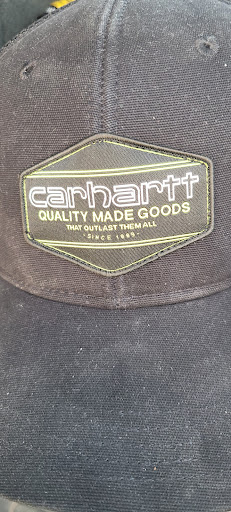 carhartt
QUALITY MADE GOODS
THAT OUTLAST THEM ALL
-SINCE 1889-